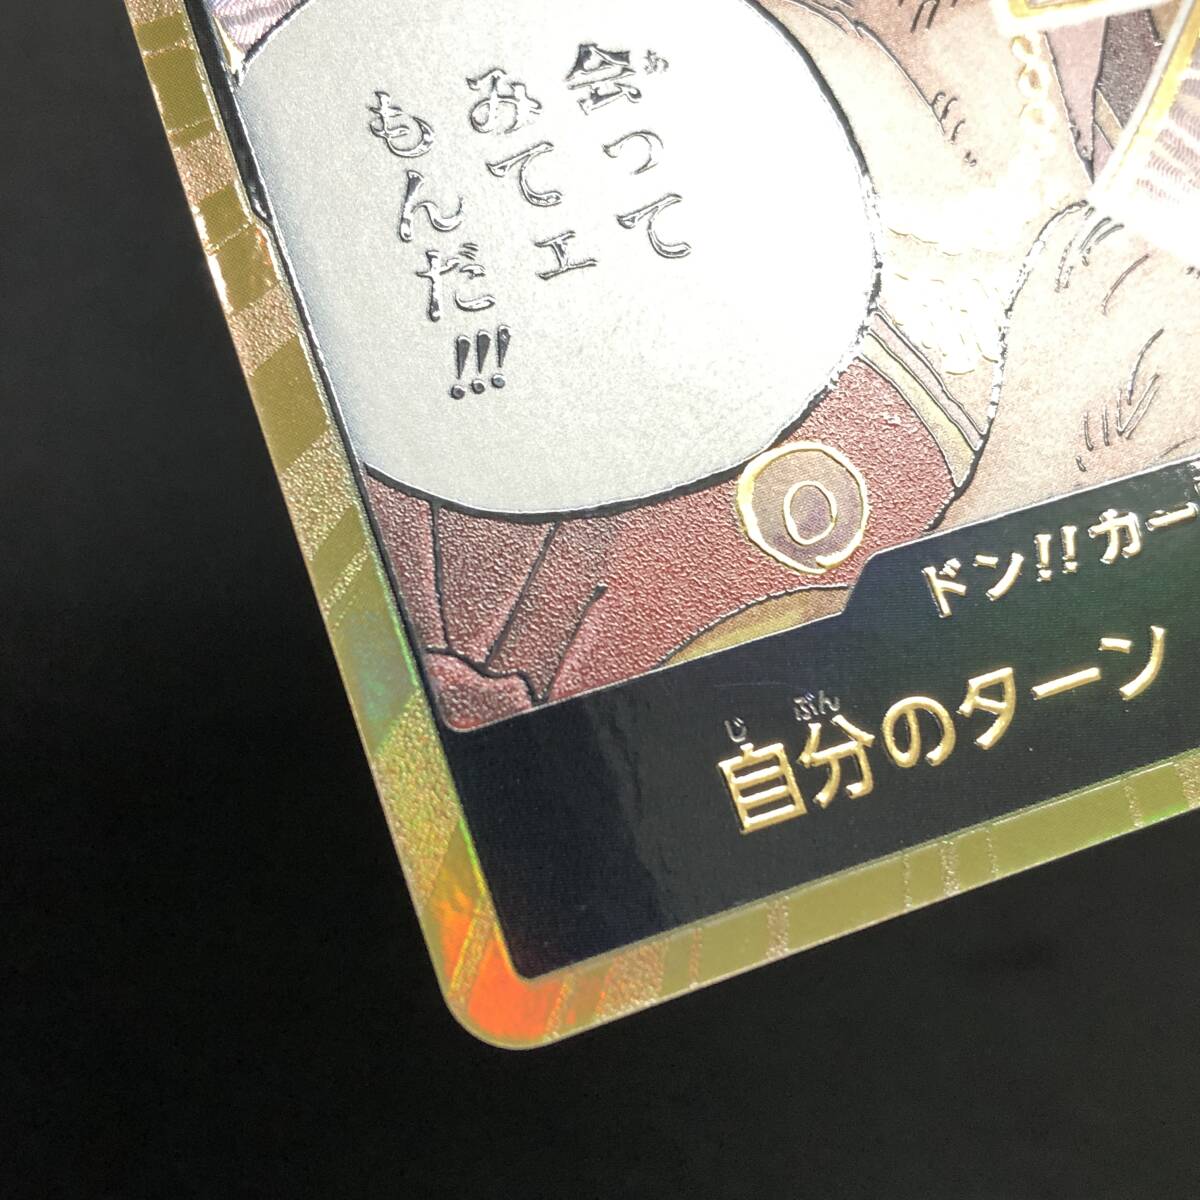 会って
みてェ
もんだ!!!
ドン!!カー
自分のターン